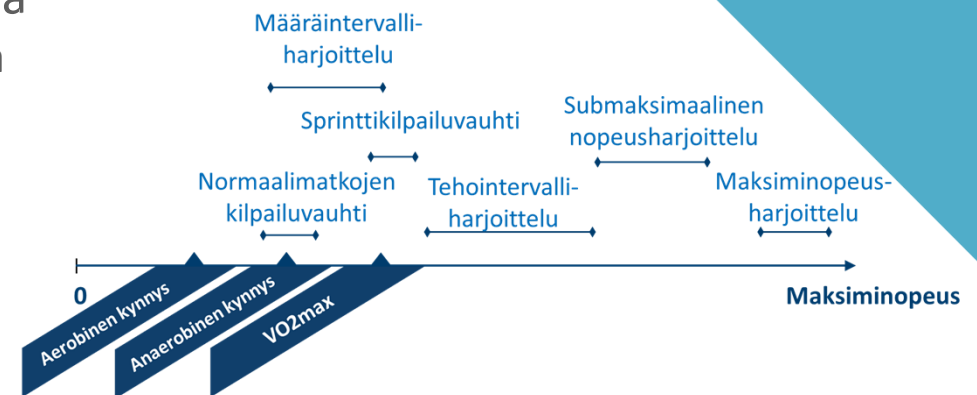 Määräintervalli-
harjoittelu
Sprinttikilpailuvauhti
Submaksimaalinen
nopeusharjoittelu
Normaalimatkojen
kilpailuvauhti
Tehointervalli-
harjoittelu
Maksiminopeus-
harjoittelu
0
Maksiminopeus
Aerobinen kynnys
Anaerobinen kynnys
VO2max